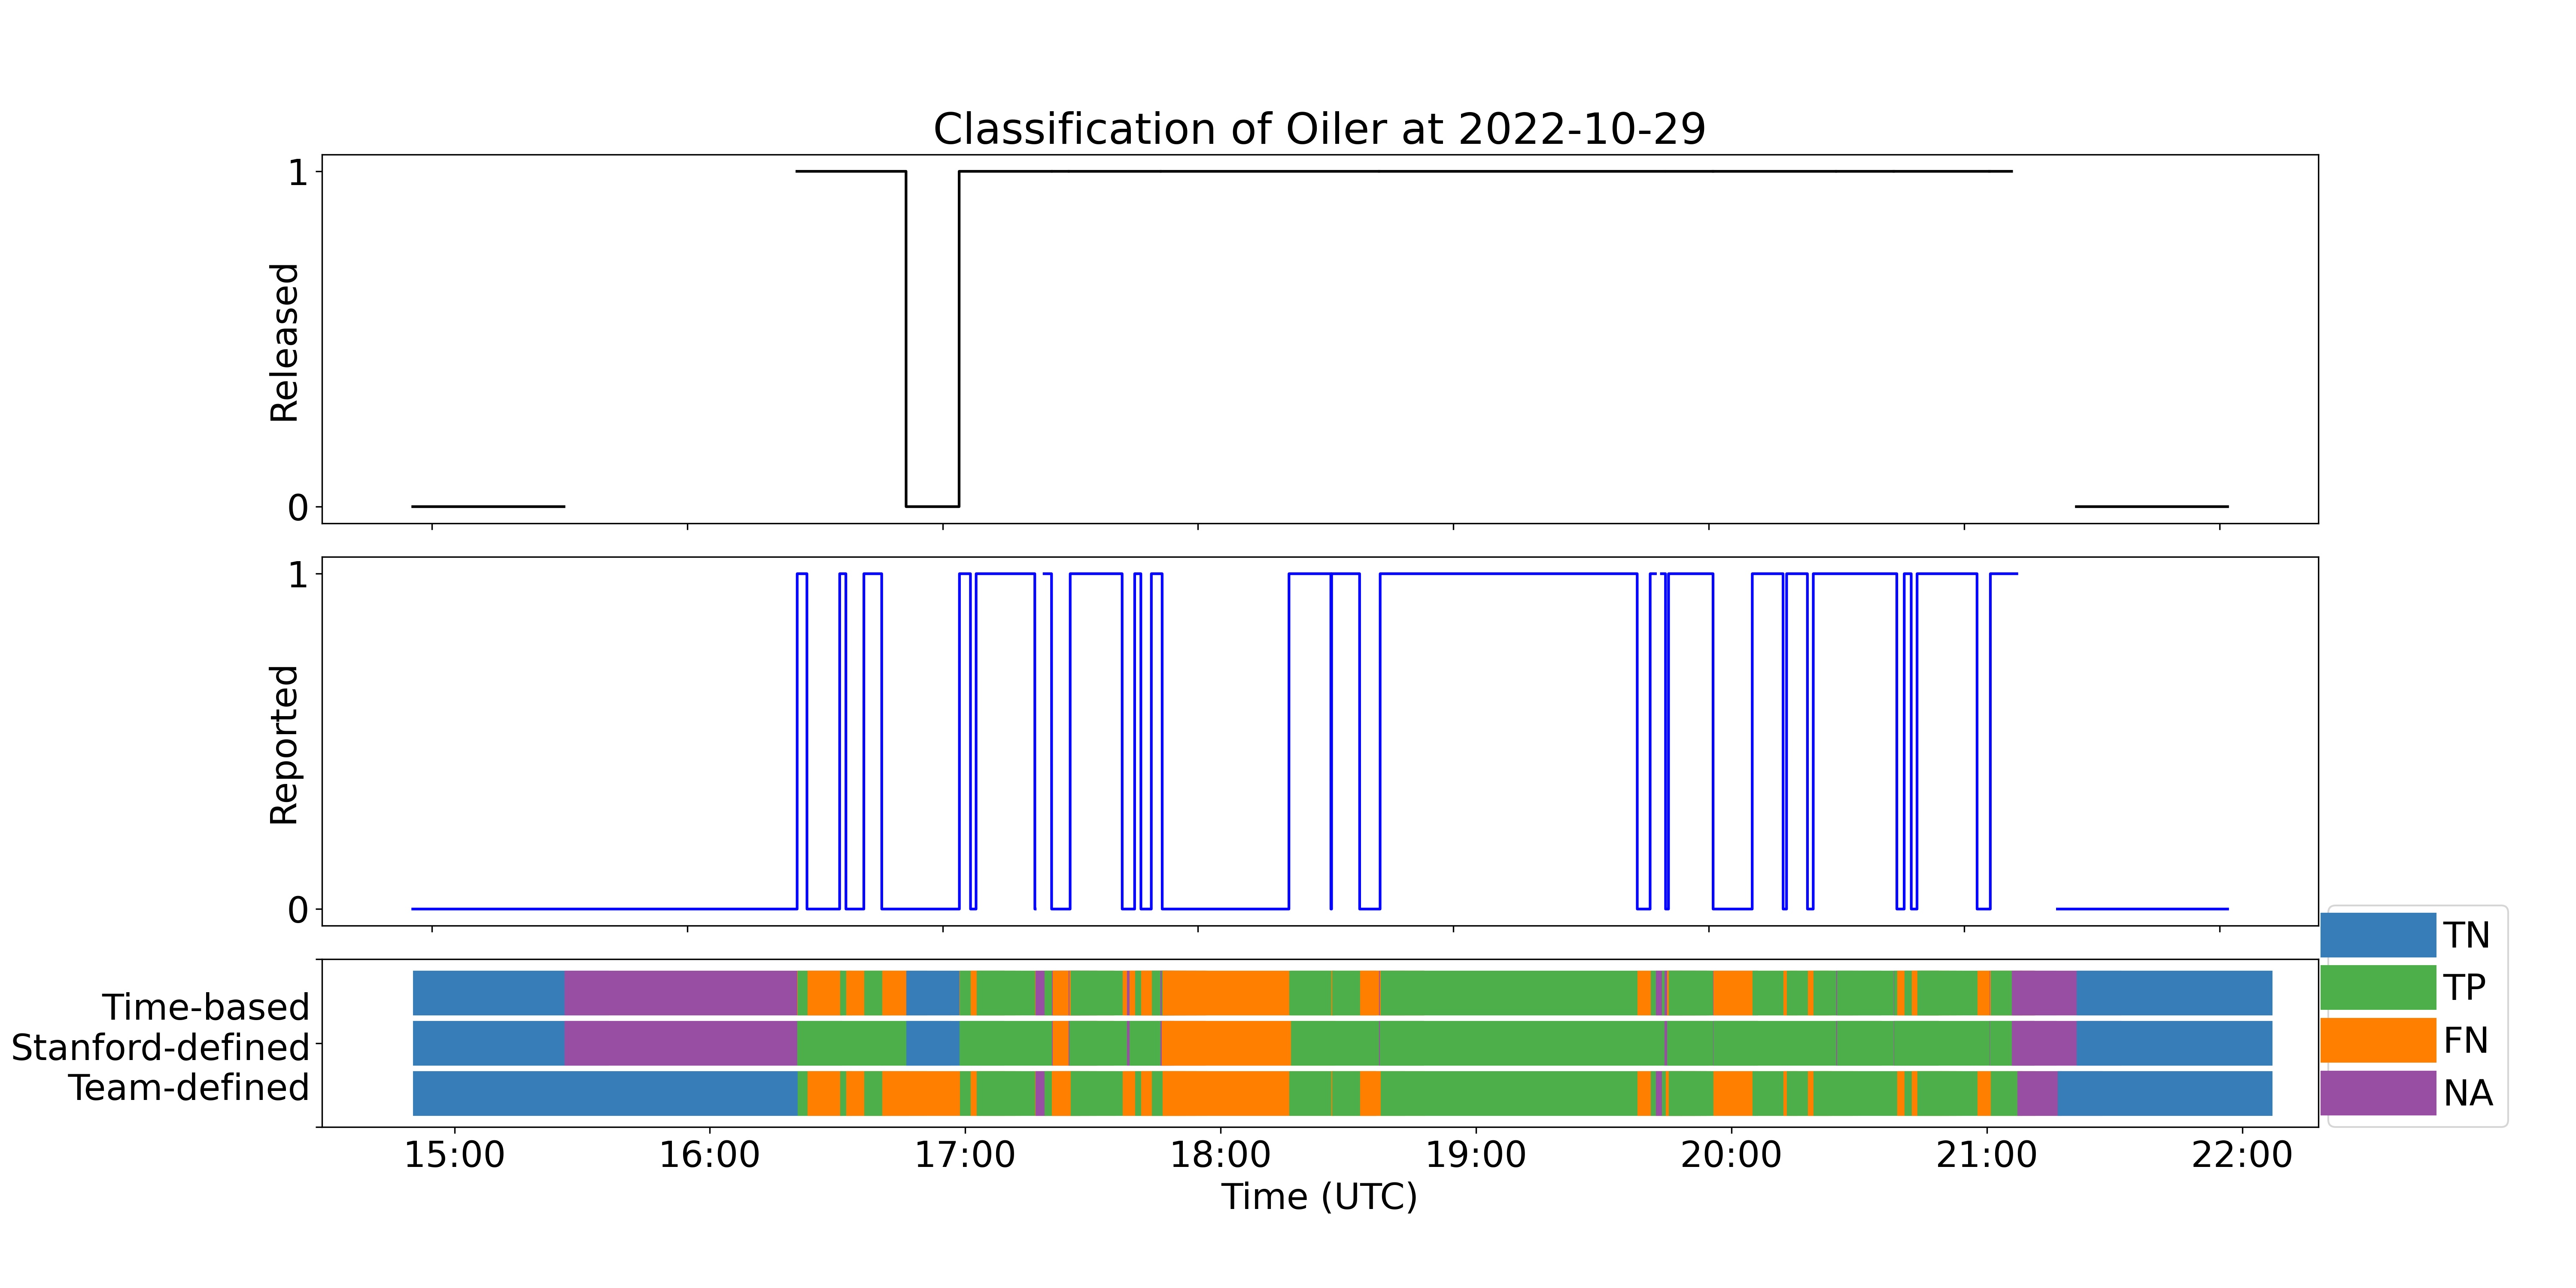 Classification of Oiler at 2022-10-29
1
Released
0
1
Reported
0
TN
TP
FN
NA
Time-based
Stanford-defined
Team-defined
15:00 16:00 17:00 18:00 19:00 20:00 21:00 22:00
Time (UTC)